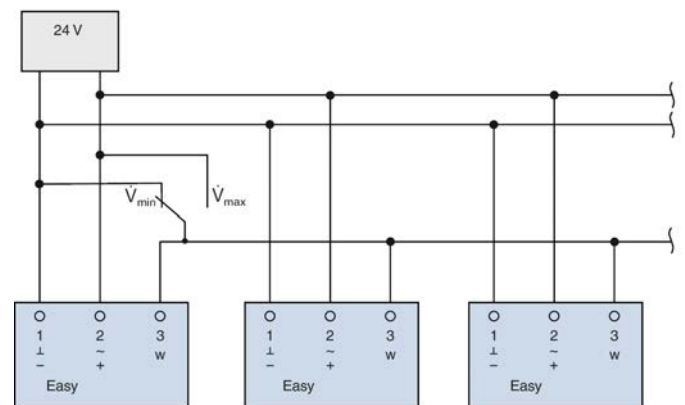 24 V
V̇min V̇max
1 2 3 1 2 3 1 2 3
⊥ ~ w ⊥ ~ w ⊥ ~ w
− + − + − +
Easy Easy Easy